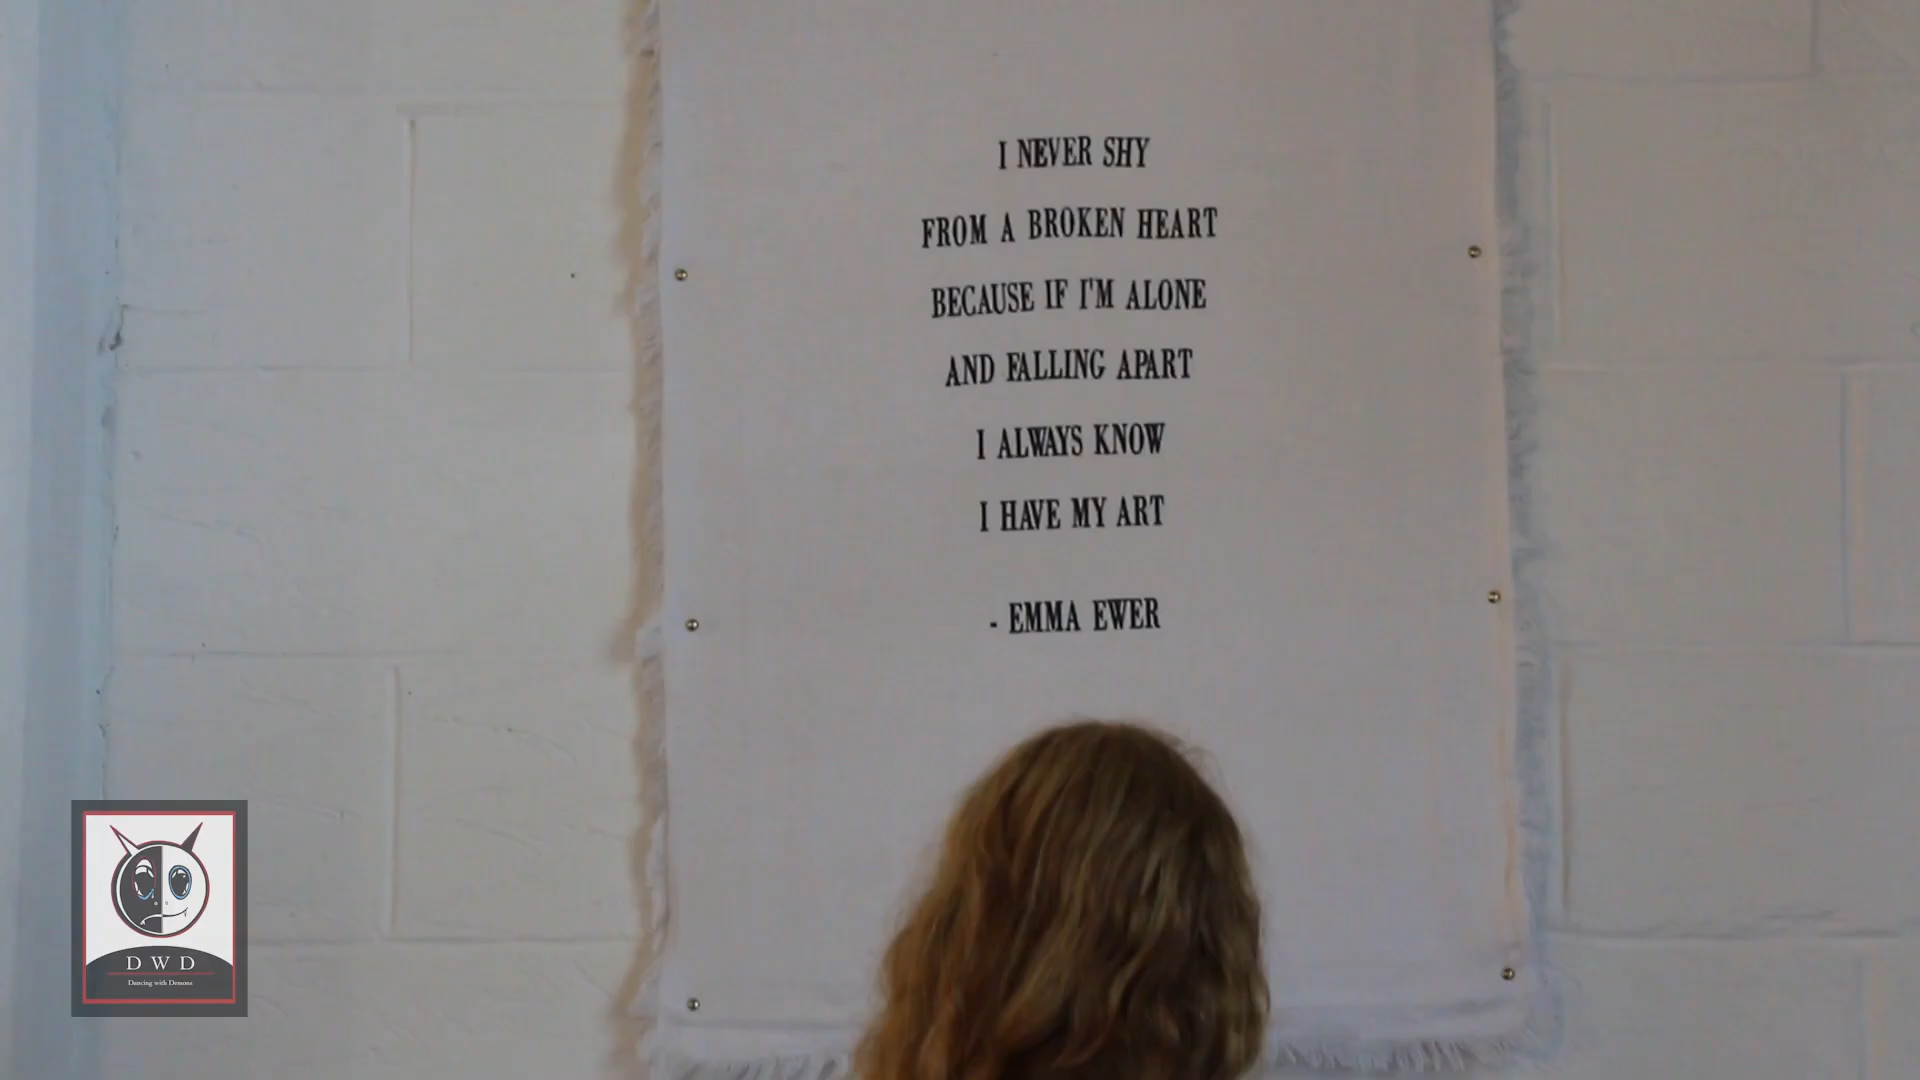 I NEVER SHY
FROM A BROKEN HEART
BECAUSE IF I'M ALONE
AND FALLING APART
I ALWAYS KNOW
I HAVE MY ART
- EMMA EWER
D W D
Dancing with Demons